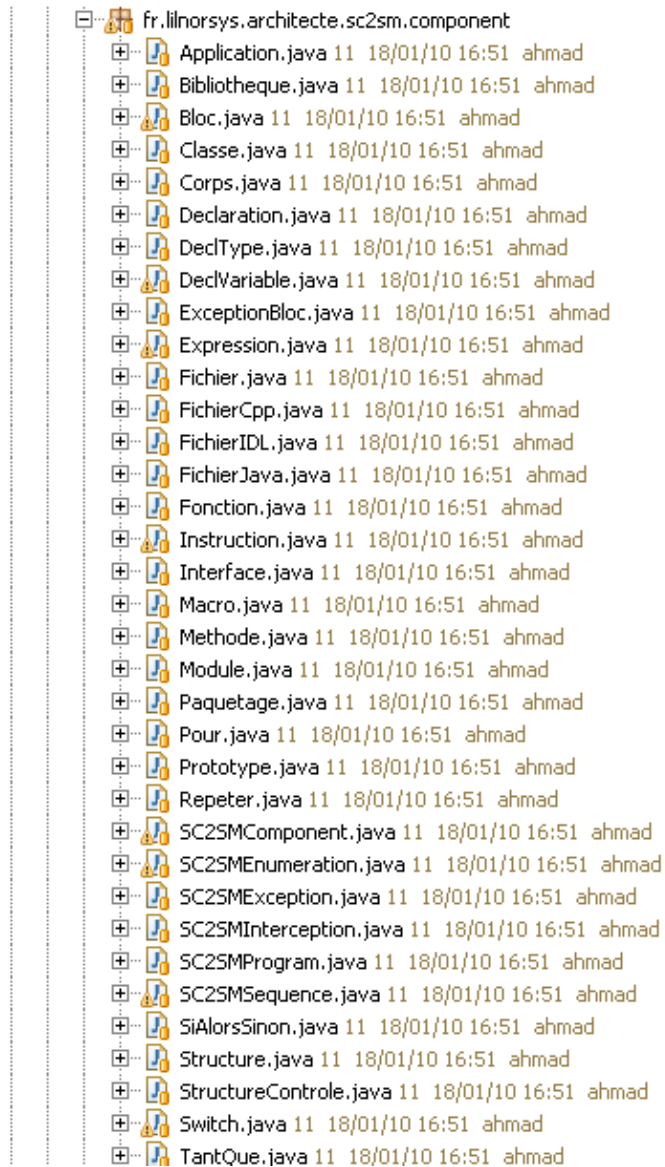 fr.lilnorsys.architecte.sc2sm.component
Application.java 11 18/01/10 16:51 ahmad
Bibliotheque.java 11 18/01/10 16:51 ahmad
Bloc.java 11 18/01/10 16:51 ahmad
Classe.java 11 18/01/10 16:51 ahmad
Corps.java 11 18/01/10 16:51 ahmad
Declaration.java 11 18/01/10 16:51 ahmad
DeclType.java 11 18/01/10 16:51 ahmad
DeclVariable.java 11 18/01/10 16:51 ahmad
ExceptionBloc.java 11 18/01/10 16:51 ahmad
Expression.java 11 18/01/10 16:51 ahmad
Fichier.java 11 18/01/10 16:51 ahmad
FichierCpp.java 11 18/01/10 16:51 ahmad
FichierIDL.java 11 18/01/10 16:51 ahmad
FichierJava.java 11 18/01/10 16:51 ahmad
Fonction.java 11 18/01/10 16:51 ahmad
Instruction.java 11 18/01/10 16:51 ahmad
Interface.java 11 18/01/10 16:51 ahmad
Macro.java 11 18/01/10 16:51 ahmad
Methode.java 11 18/01/10 16:51 ahmad
Module.java 11 18/01/10 16:51 ahmad
Paquetage.java 11 18/01/10 16:51 ahmad
Pour.java 11 18/01/10 16:51 ahmad
Prototype.java 11 18/01/10 16:51 ahmad
Repeter.java 11 18/01/10 16:51 ahmad
SC2SMComponent.java 11 18/01/10 16:51 ahmad
SC2SMEnumeration.java 11 18/01/10 16:51 ahmad
SC2SMException.java 11 18/01/10 16:51 ahmad
SC2SMInterception.java 11 18/01/10 16:51 ahmad
SC2SMProgram.java 11 18/01/10 16:51 ahmad
SC2SMSequence.java 11 18/01/10 16:51 ahmad
SiAlorsSinon.java 11 18/01/10 16:51 ahmad
Structure.java 11 18/01/10 16:51 ahmad
StructureControle.java 11 18/01/10 16:51 ahmad
Switch.java 11 18/01/10 16:51 ahmad
TantQue.java 11 18/01/10 16:51 ahmad